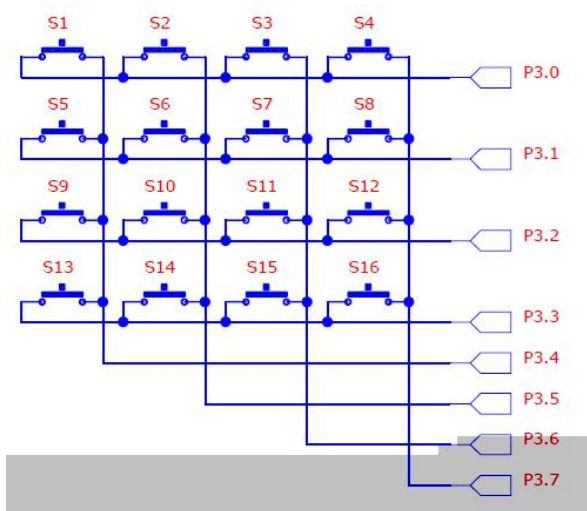 S1 S2 S3 S4
P3.0
S5 S6 S7 S8
P3.1
S9 S10 S11 S12
P3.2
S13 S14 S15 S16
P3.3
P3.4
P3.5
P3.6
P3.7